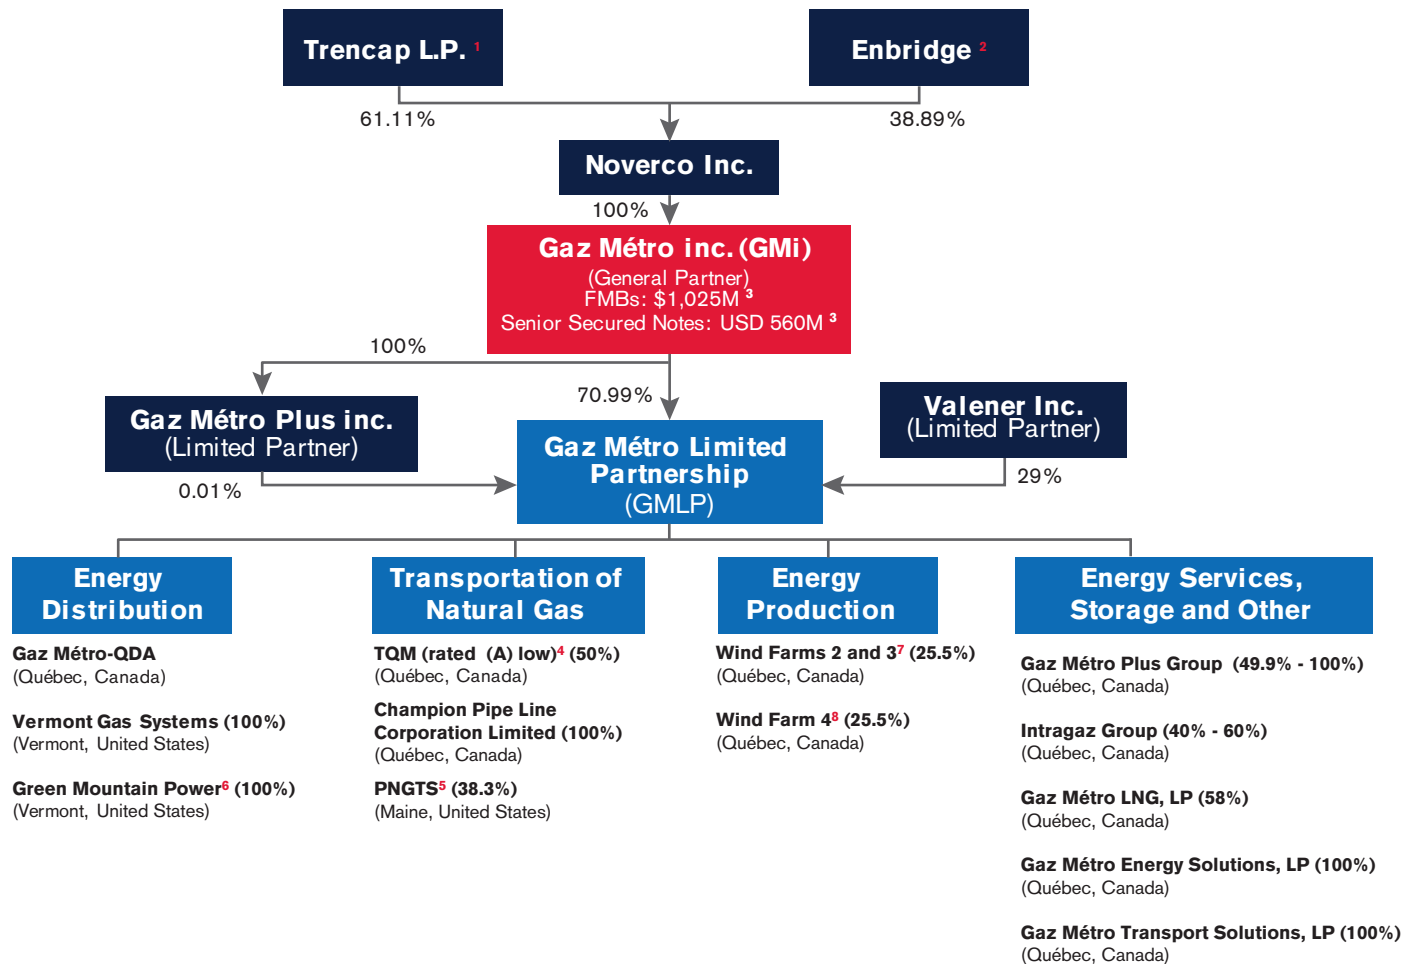 Trencap L.P. 1
Enbridge 2
61.11%
38.89%
Noverco Inc.
100%
Gaz Métro inc. (GMi)
(General Partner)
FMBs: $1,025M 3
Senior Secured Notes: USD 560M 3
100%
70.99%
Gaz Métro Plus inc.
(Limited Partner)
Valener Inc.
(Limited Partner)
Gaz Métro Limited
Partnership
(GMLP)
0.01%
29%
Energy
Distribution
Gaz Métro-QDA
(Québec, Canada)
Vermont Gas Systems (100%)
(Vermont, United States)
Green Mountain Power6 (100%)
(Vermont, United States)
Transportation of
Natural Gas
TQM (rated (A) low)4 (50%)
(Québec, Canada)
Champion Pipe Line
Corporation Limited (100%)
(Québec, Canada)
PNGTS5 (38.3%)
(Maine, United States)
Energy
Production
Wind Farms 2 and 37 (25.5%)
(Québec, Canada)
Wind Farm 48 (25.5%)
(Québec, Canada)
Energy Services,
Storage and Other
Gaz Métro Plus Group (49.9% - 100%)
(Québec, Canada)
Intragaz Group (40% - 60%)
(Québec, Canada)
Gaz Métro LNG, LP (58%)
(Québec, Canada)
Gaz Métro Energy Solutions, LP (100%)
(Québec, Canada)
Gaz Métro Transport Solutions, LP (100%)
(Québec, Canada)